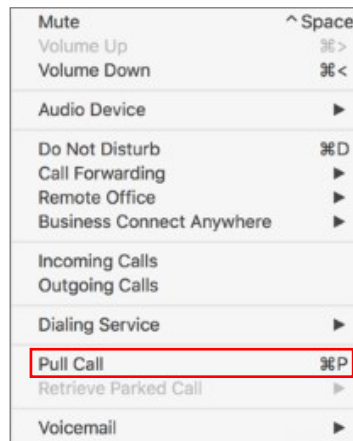 Mute ^ Space
Volume Up ⌘>
Volume Down ⌘<
Audio Device ▶
Do Not Disturb ⌘D
Call Forwarding ▶
Remote Office ▶
Business Connect Anywhere ▶
Incoming Calls
Outgoing Calls
Dialing Service ▶
Pull Call ⌘P
Retrieve Parked Call ▶
Voicemail ▶